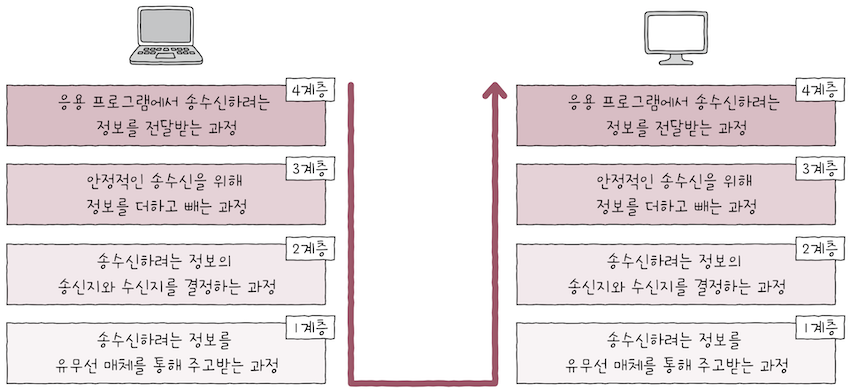 4계층
응용 프로그램에서 송수신하려는
정보를 전달받는 과정
3계층
안정적인 송수신을 위해
정보를 더하고 빼는 과정
2계층
송수신하려는 정보의
송신지와 수신지를 결정하는 과정
1계층
송수신하려는 정보를
유무선 매체를 통해 주고받는 과정
4계층
응용 프로그램에서 송수신하려는
정보를 전달받는 과정
3계층
안정적인 송수신을 위해
정보를 더하고 빼는 과정
2계층
송수신하려는 정보의
송신지와 수신지를 결정하는 과정
1계층
송수신하려는 정보를
유무선 매체를 통해 주고받는 과정